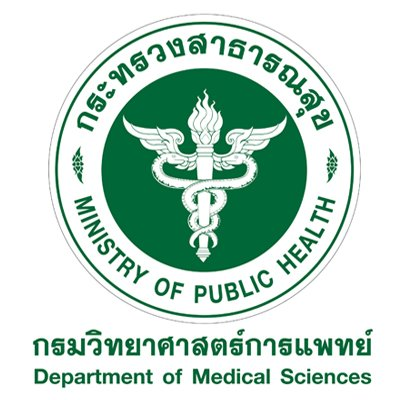 กระทรวงสาธารณสุข
MINISTRY OF PUBLIC HEALTH
กรมวิทยาศาสตร์การแพทย์
Department of Medical Sciences